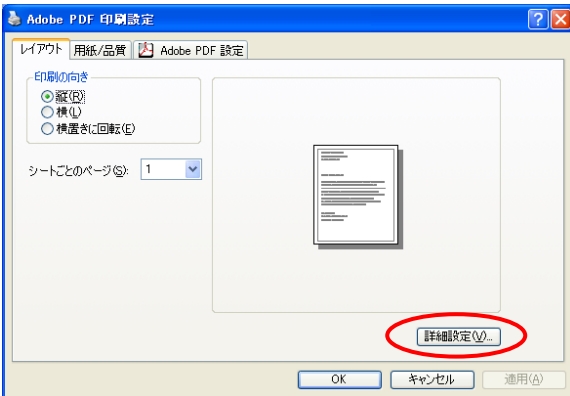 Adobe PDF 印刷設定
レイアウト 用紙/品質 Adobe PDF 設定
印刷の向き
縦(R)
横(L)
横置きに回転(E)
シートごとのページ(S): 1
詳細設定(V)...
OK キャンセル 適用(A)